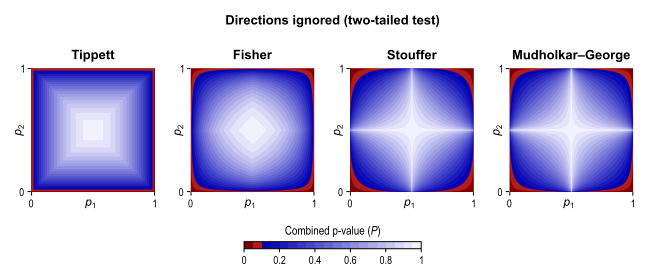 Directions ignored (two-tailed test)
Tippett Fisher Stouffer Mudholkar–George
1 1 1 1
p2 p2 p2 p2
0 0 0 0
0 1 0 1 0 1 0 1
p1 p1 p1 p1
Combined p-value (P)
0 0.2 0.4 0.6 0.8 1